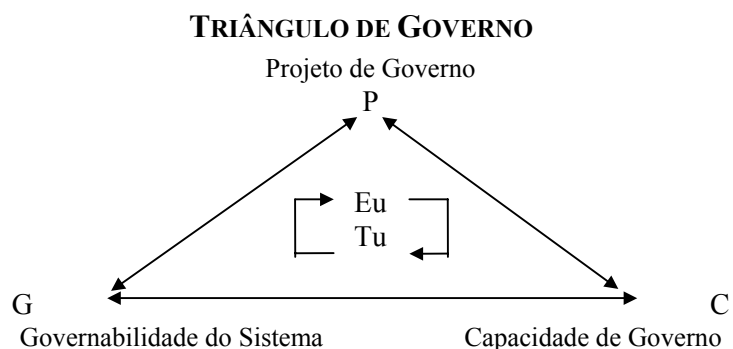 TRIÂNGULO DE GOVERNO
Projeto de Governo
P
Eu
Tu
G
C
Governabilidade do Sistema
Capacidade de Governo